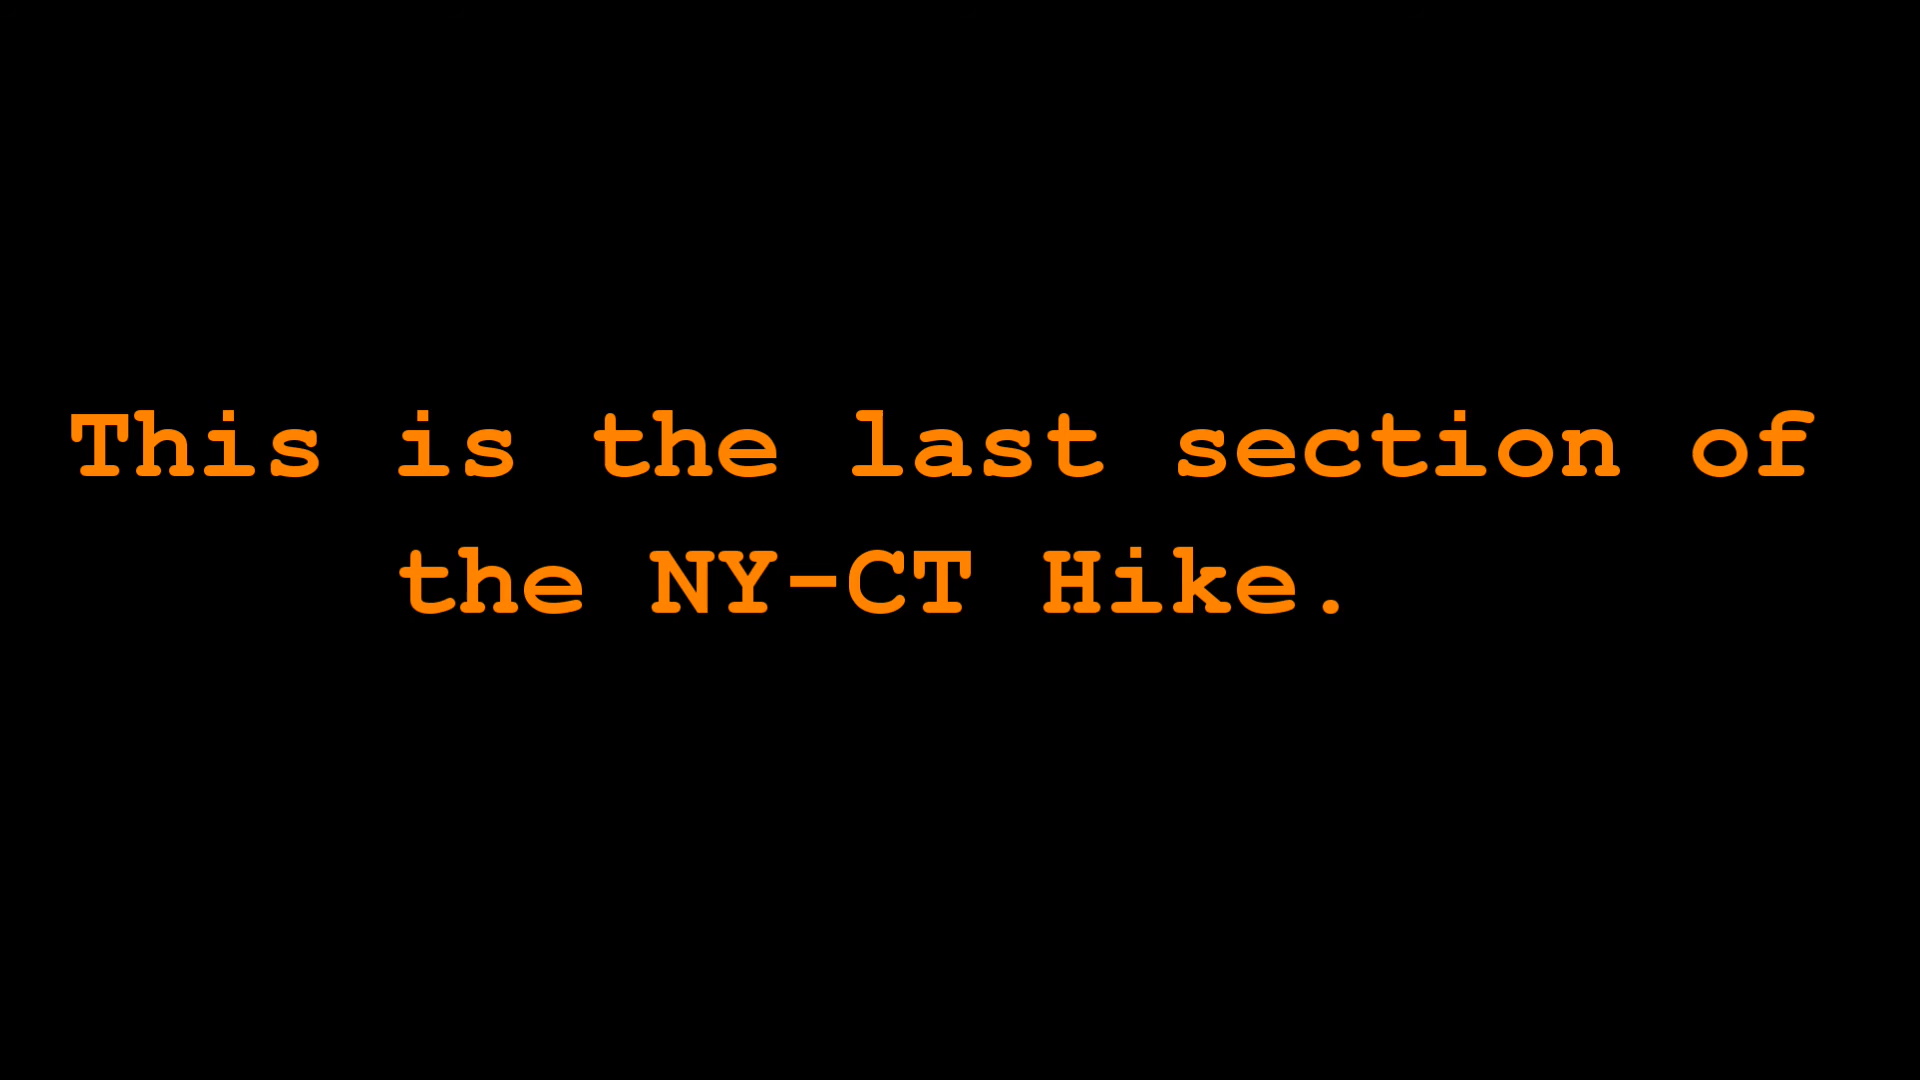 This is the last section of
the NY-CT Hike.